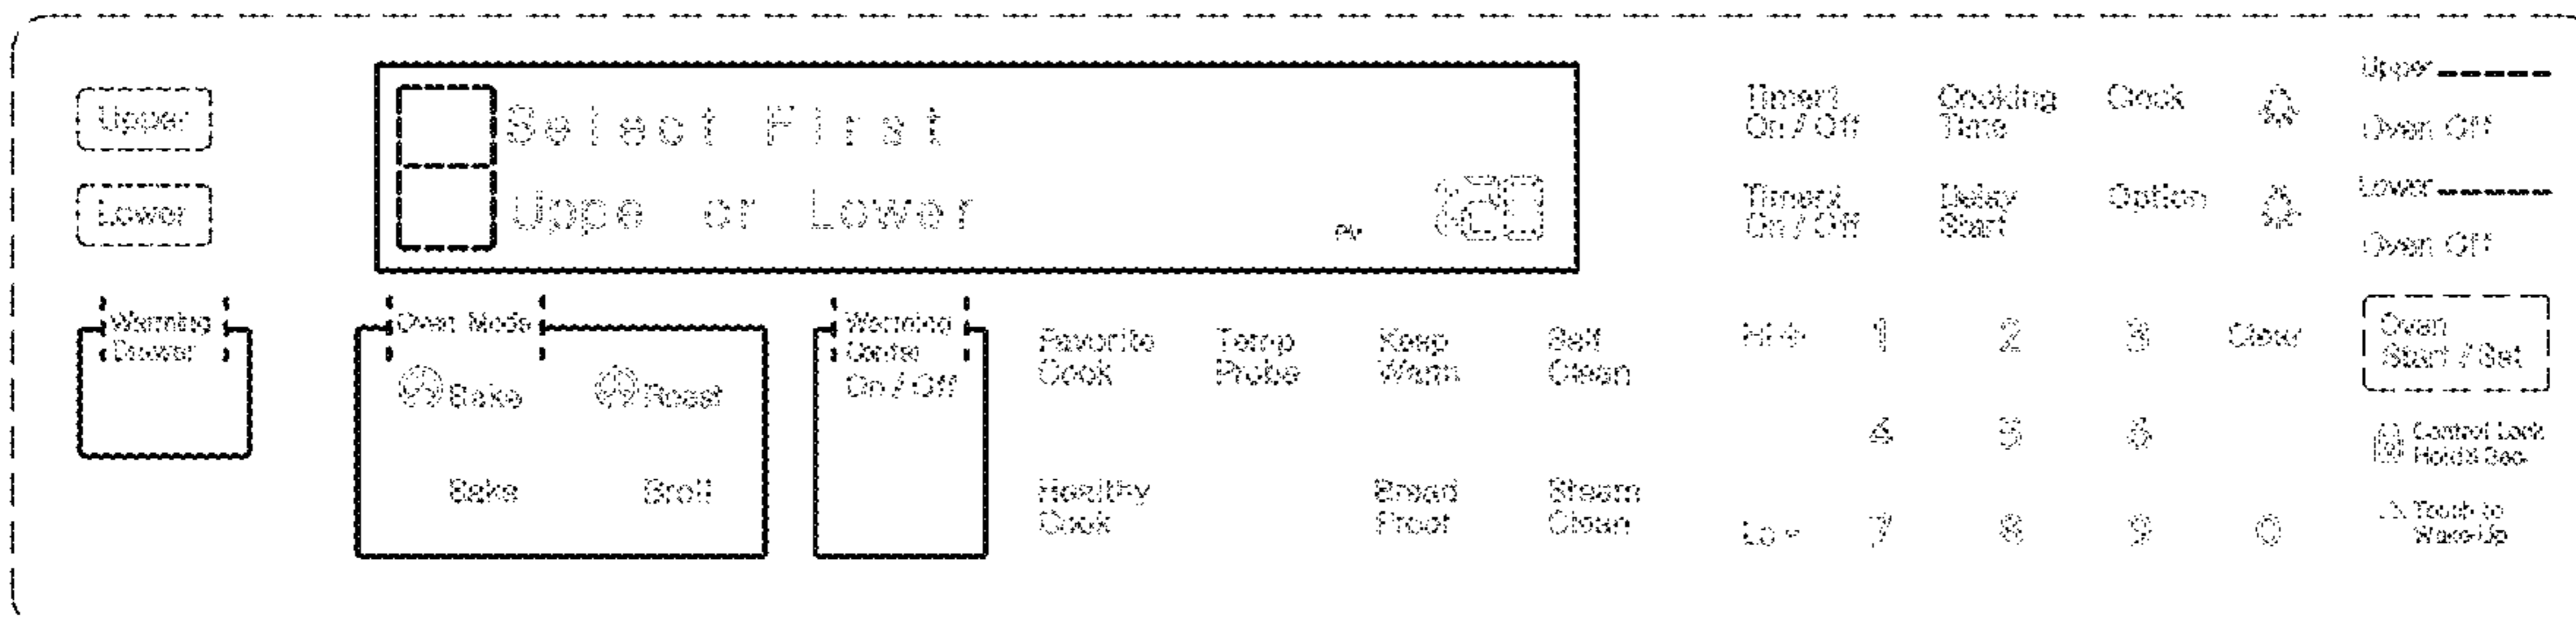 Upper
Lower
Select First
Uppe or Lower
Timer1
On / Off
Cooking
Time
Clock
Upper
Oven Off
Timer2
On / Off
Delay
Start
Option
Lower
Oven Off
Warming
Drawer
Oven Mode
Bake
Roast
Bake
Broil
Warming
Center
On / Off
Favorite
Cook
Temp
Probe
Keep
Warm
Self
Clean
Healthy
Cook
Bread
Proof
Steam
Clean
Hi + 1 2 3 Clear
4 5 6
Lo - 7 8 9 0
Oven
Start / Set
Control Lock
Hold 3 Sec
Touch to
Wake-Up